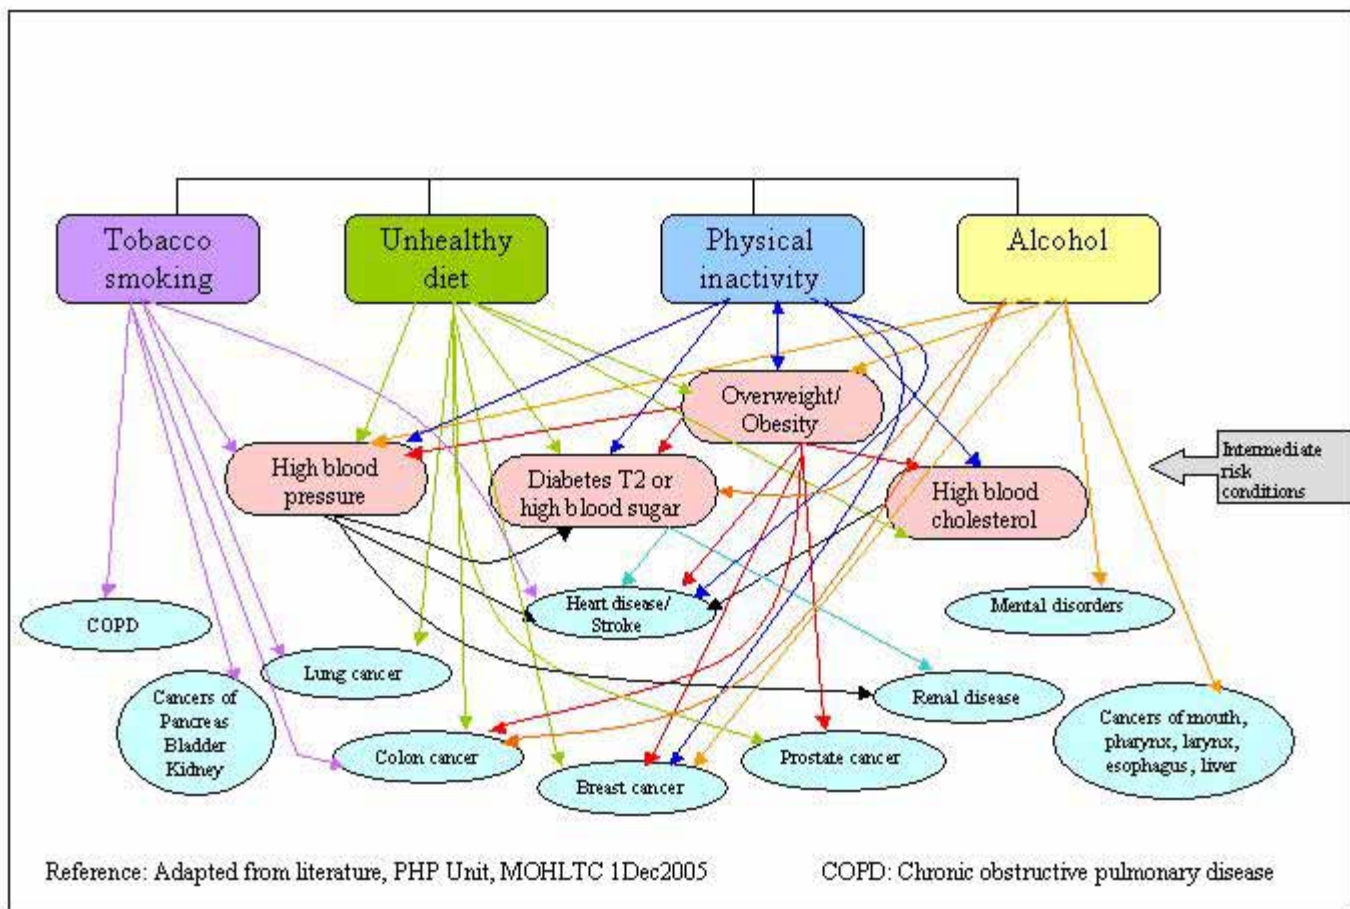 Tobacco
smoking
Unhealthy
diet
Physical
inactivity
Alcohol
Overweight/
Obesity
High blood
pressure
Diabetes T2 or
high blood sugar
High blood
cholesterol
Intermediate
risk
conditions
COPD
Lung cancer
Heart disease/
Stroke
Mental disorders
Cancers of
Pancreas
Bladder
Kidney
Colon cancer
Breast cancer
Prostate cancer
Renal disease
Cancers of mouth,
pharynx, larynx,
esophagus, liver
Reference: Adapted from literature, PHP Unit, MOHLTC 1Dec2005
COPD: Chronic obstructive pulmonary disease